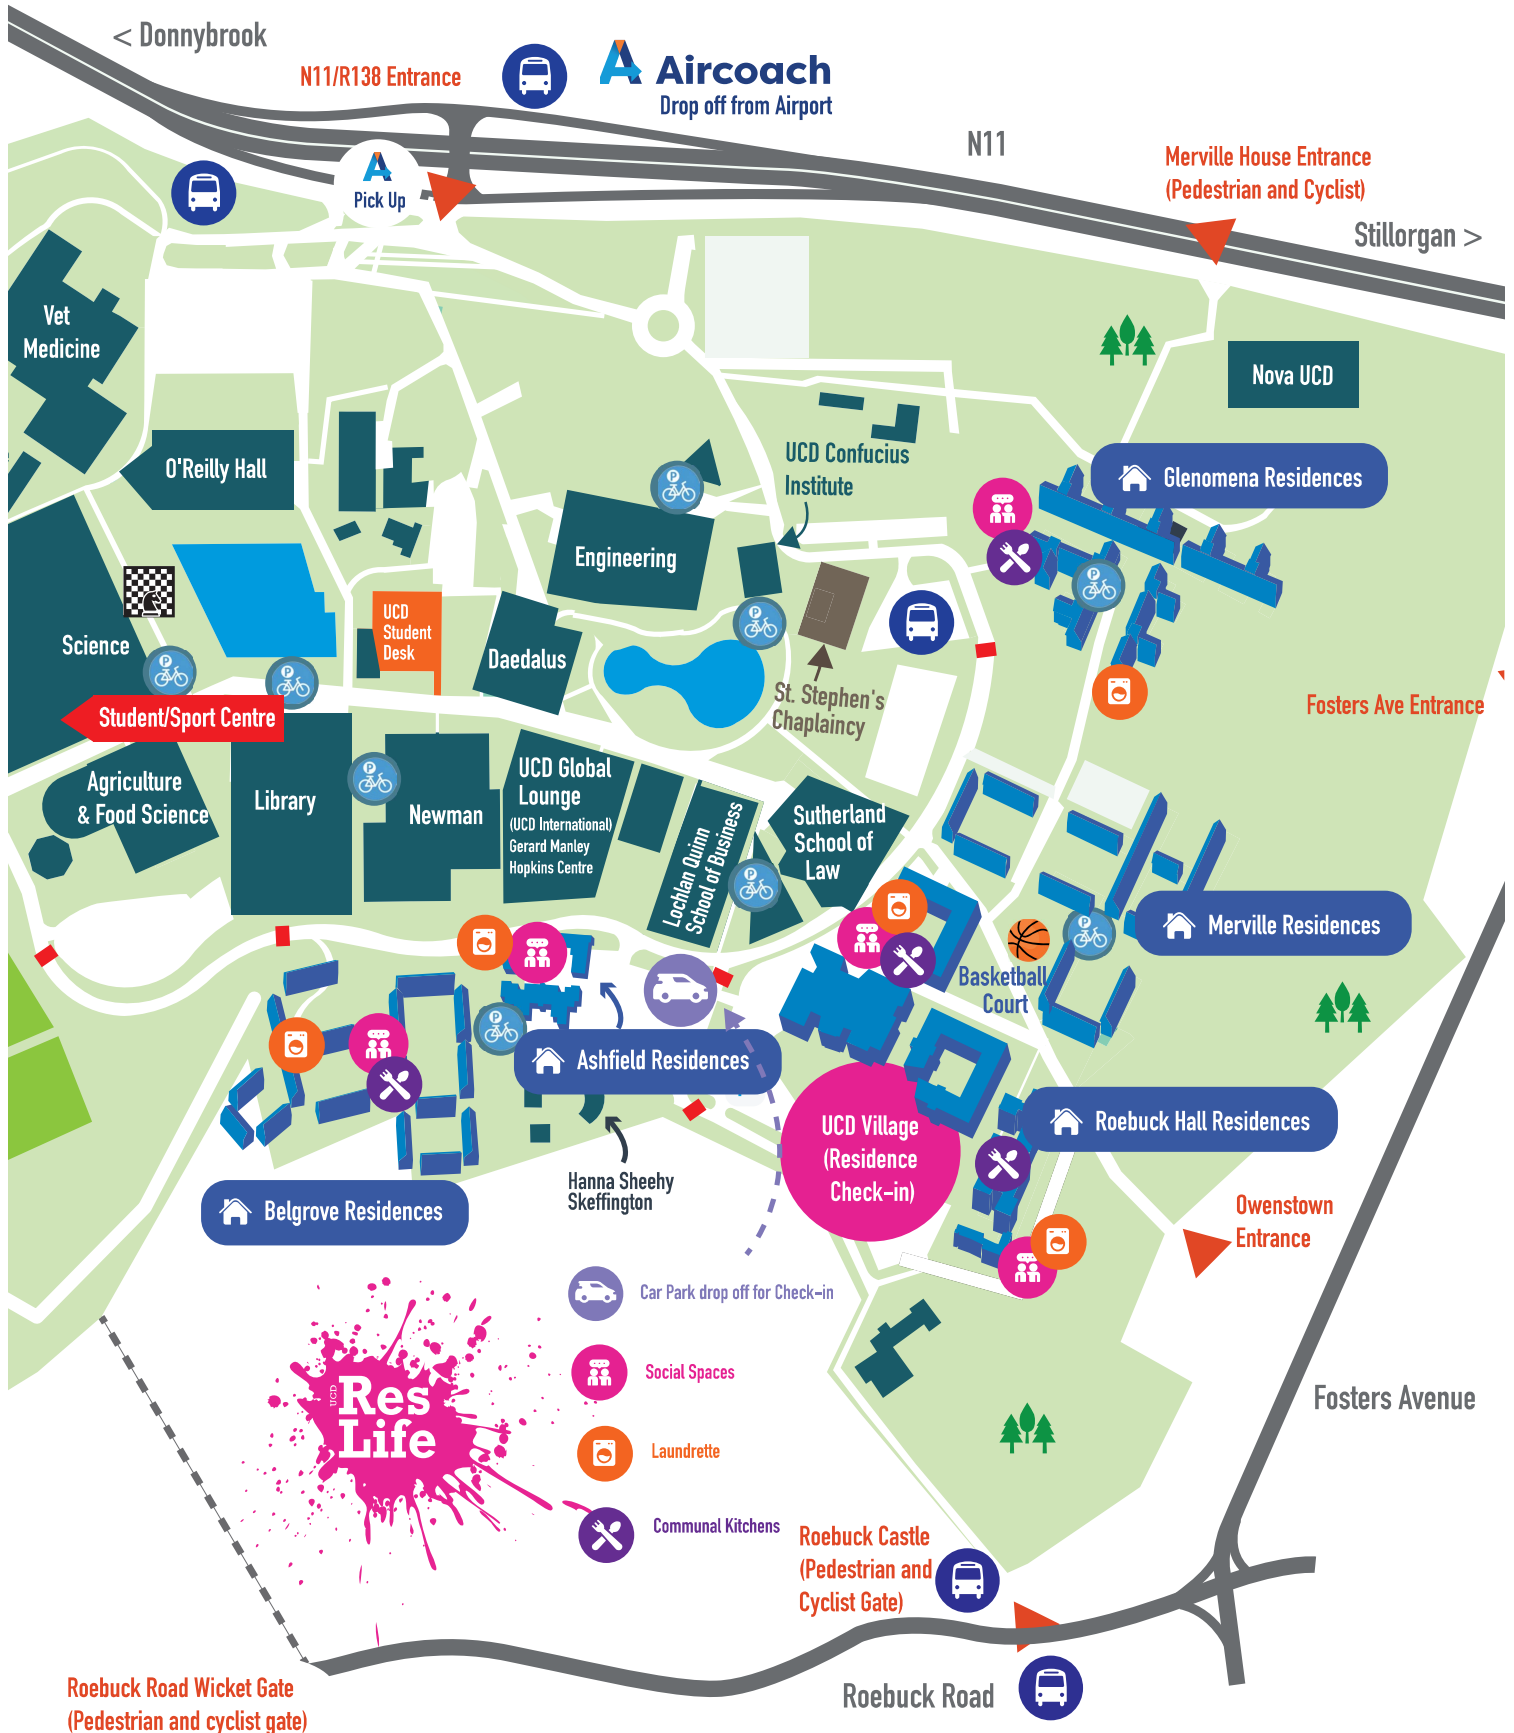 < Donnybrook
N11/R138 Entrance
Aircoach
Drop off from Airport
N11
Merville House Entrance
(Pedestrian and Cyclist)
Stillorgan >
Pick Up
Vet
Medicine
Nova UCD
O'Reilly Hall
UCD Confucius
Institute
Glenomena Residences
Engineering
UCD
Student
Desk
Science
Daedalus
St. Stephen's
Chaplaincy
Fosters Ave Entrance
Student/Sport Centre
Agriculture
& Food Science
Library
Newman
UCD Global
Lounge
(UCD International)
Gerard Manley
Hopkins Centre
Lochlan Quinn
School of Business
Sutherland
School of
Law
Merville Residences
Basketball
Court
Ashfield Residences
UCD Village
(Residence
Check-in)
Roebuck Hall Residences
Hanna Sheehy
Skeffington
Belgrove Residences
Owenstown
Entrance
Car Park drop off for Check-in
Social Spaces
Laundrette
Communal Kitchens
UCD
Res
Life
Fosters Avenue
Roebuck Castle
(Pedestrian and
Cyclist Gate)
Roebuck Road
Roebuck Road Wicket Gate
(Pedestrian and cyclist gate)
P
P
P
P
P
P
P
P
P